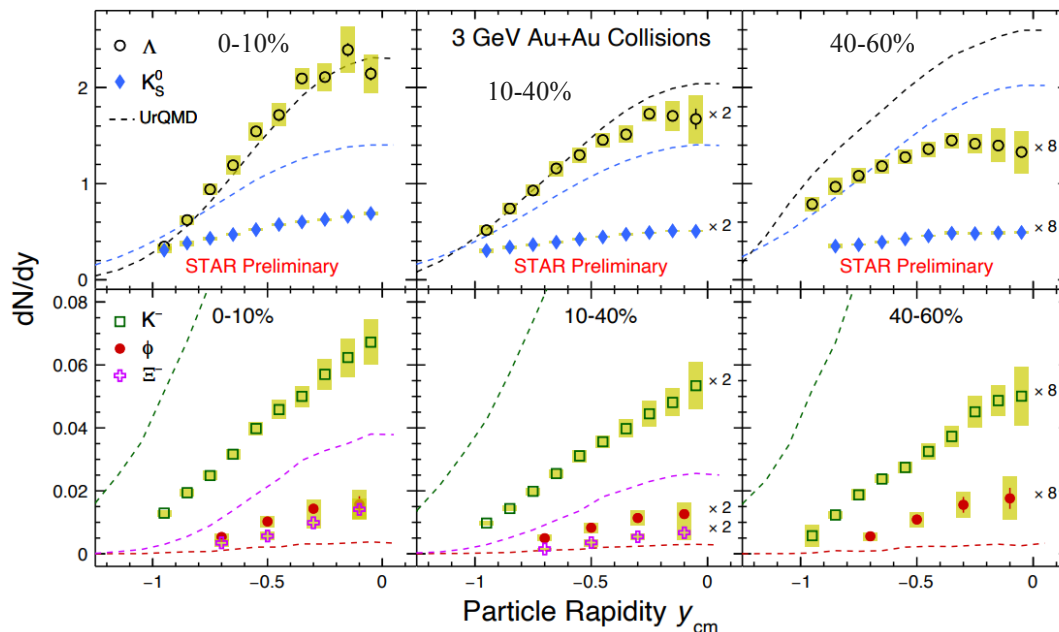 3 GeV Au+Au Collisions
0-10%
10-40%
40-60%
Λ
K⁰S
UrQMD
× 2
× 2
× 8
× 8
STAR Preliminary
STAR Preliminary
STAR Preliminary
2
1
0
dN/dy
K⁻
ϕ
Ξ⁻
0-10%
10-40%
40-60%
× 2
× 2
× 2
× 8
× 8
0.08
0.06
0.04
0.02
0
−1 −0.5 0
−1 −0.5 0
−1 −0.5 0
Particle Rapidity ycm